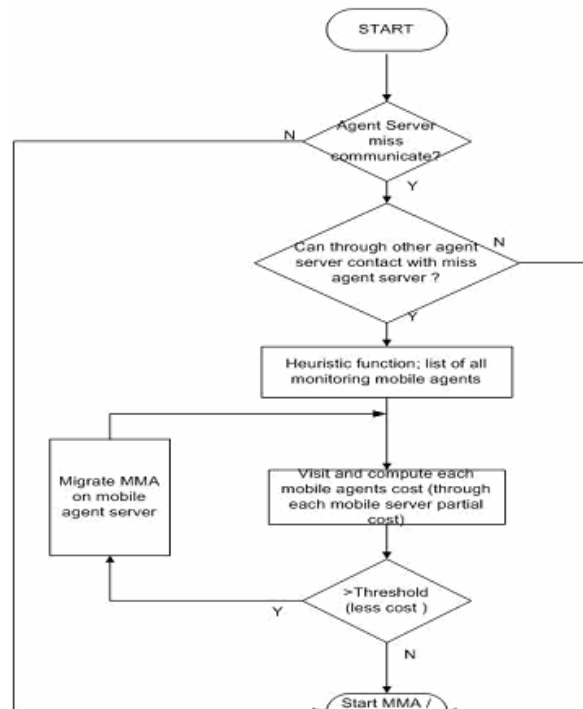 START
N
Agent Server
miss
communicate?
Y
Can through other agent
server contact with miss
agent server ?
N
Y
Heuristic function; list of all
monitoring mobile agents
Migrate MMA
on mobile
agent server
Visit and compute each
mobile agents cost (through
each mobile server partial
cost)
>Threshold
(less cost )
Y
N
Start MMA /